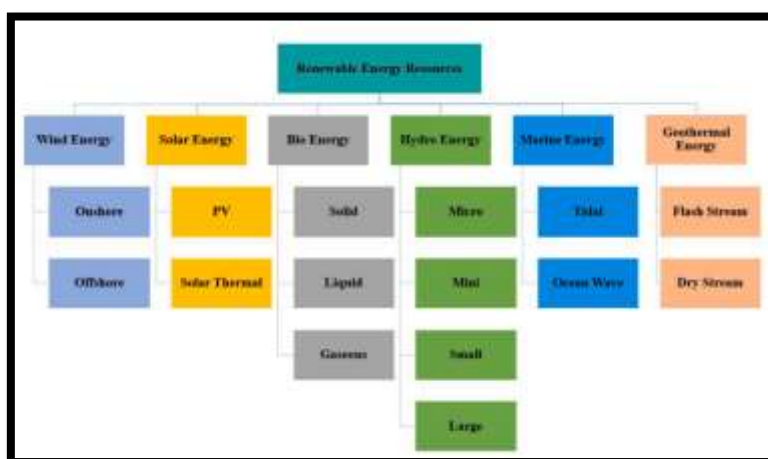 Renewable Energy Resources
Wind Energy
Solar Energy
Bio Energy
Hydro Energy
Marine Energy
Geothermal
Energy
Onshore
PV
Solid
Micro
Tidal
Flash Stream
Offshore
Solar Thermal
Liquid
Mini
Ocean Wave
Dry Stream
Gaseous
Small
Large